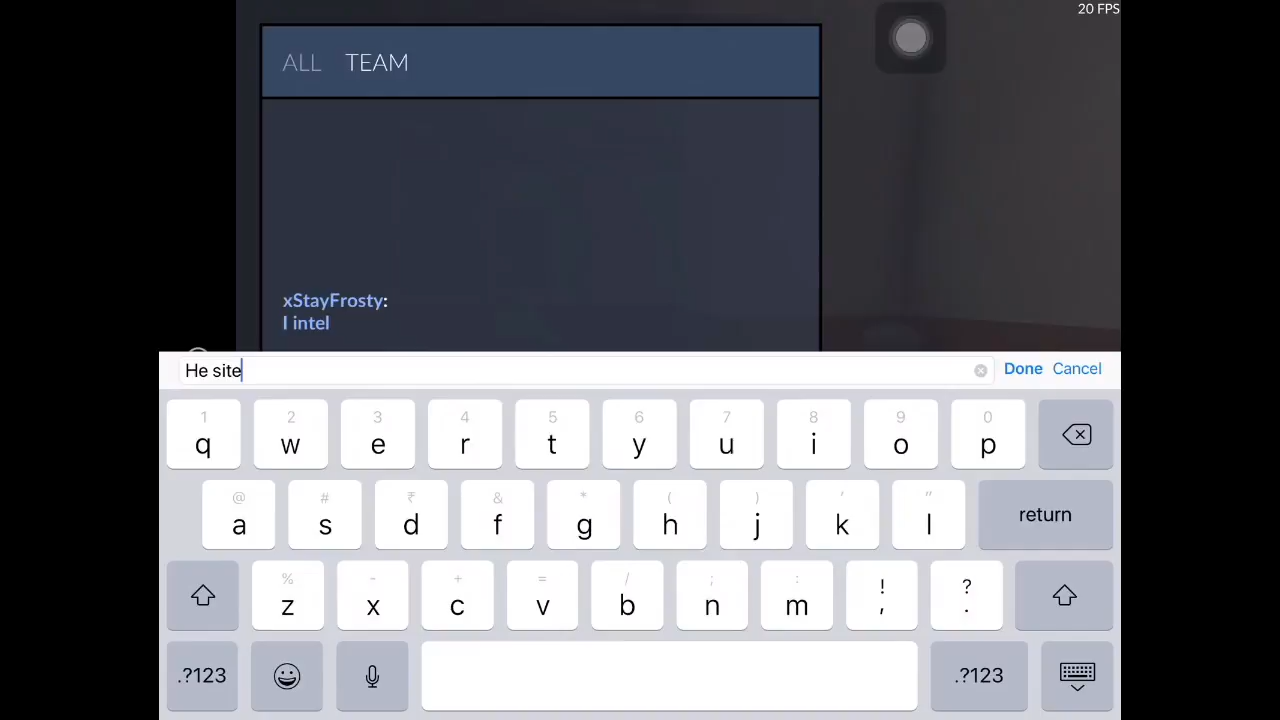 20 FPS
ALL TEAM
xStayFrosty:
I intel
He site
Done Cancel
1 2 3 4 5 6 7 8 9 0
q w e r t y u i o p
@ # ₹ & * ( ) ' "
a s d f g h j k l return
% - + = / ; : ! ?
z x c v b n m , .
.?123 .?123